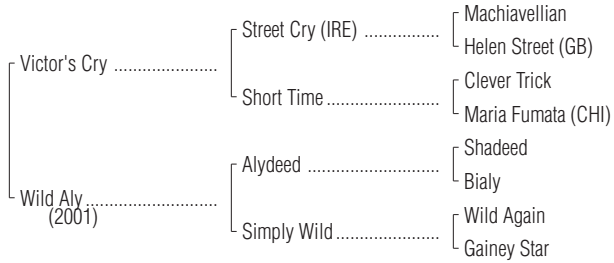 Machiavellian
Street Cry (IRE) ................
Helen Street (GB)
Victor's Cry ......................
Clever Trick
Short Time ........................
Maria Fumata (CHI)
Shadeed
Alydeed ............................
Bialy
Wild Aly ............................
(2001)
Wild Again
Simply Wild ......................
Gainey Star